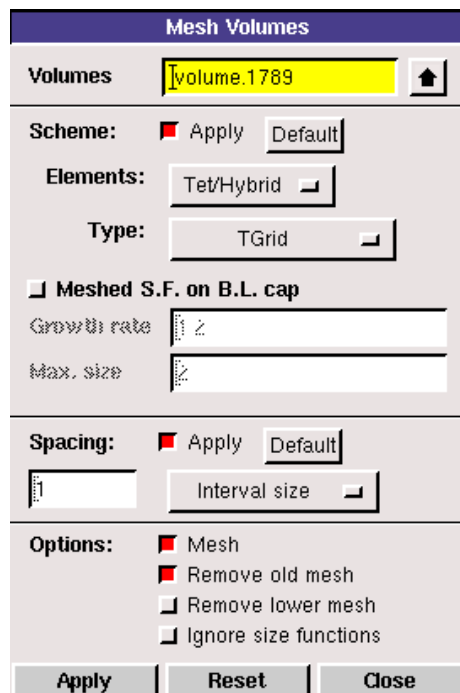 Mesh Volumes
Volumes volume.1789
Scheme: Apply Default
Elements: Tet/Hybrid
Type: TGrid
Meshed S.F. on B.L. cap
Growth rate 1.2
Max. size 2
Spacing: Apply Default
1 Interval size
Options: Mesh
Remove old mesh
Remove lower mesh
Ignore size functions
Apply Reset Close